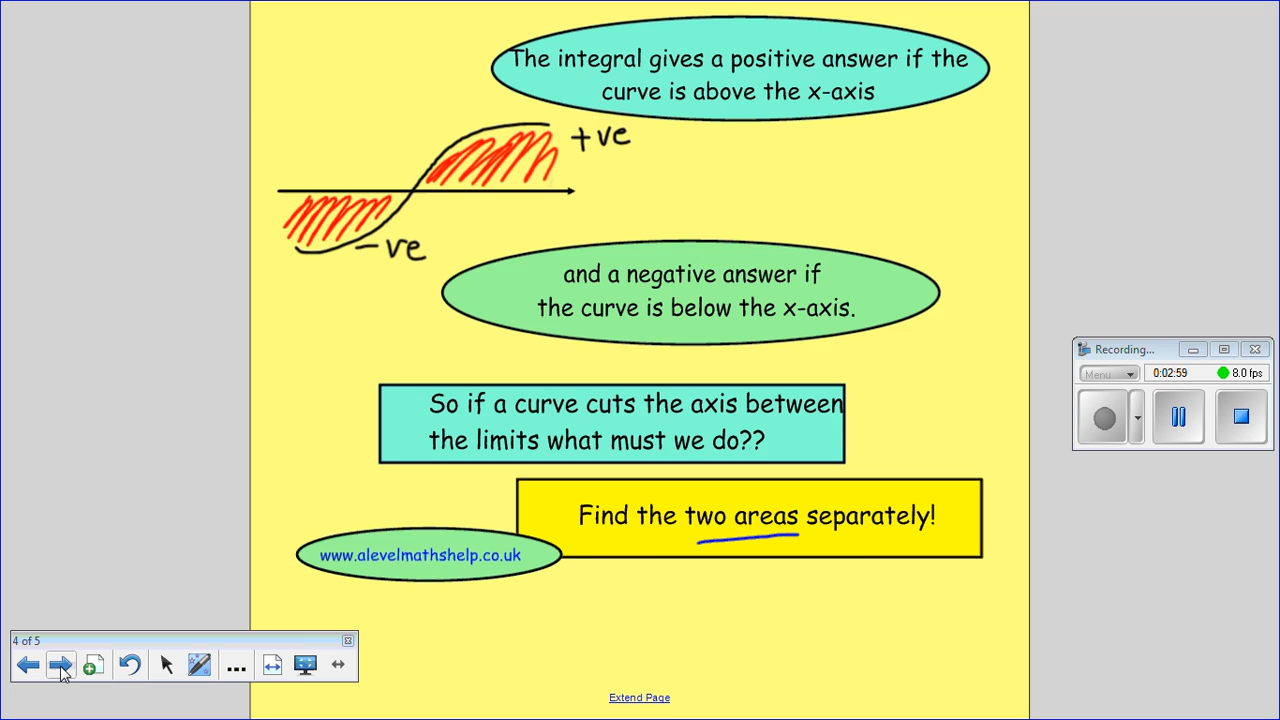 The integral gives a positive answer if the
curve is above the x-axis
+ve
-ve
and a negative answer if
the curve is below the x-axis.
So if a curve cuts the axis between
the limits what must we do??
Find the two areas separately!
www.alevelmathshelp.co.uk
Recording...
Menu
0:02:59
8.0 fps
4 of 5
...
Extend Page